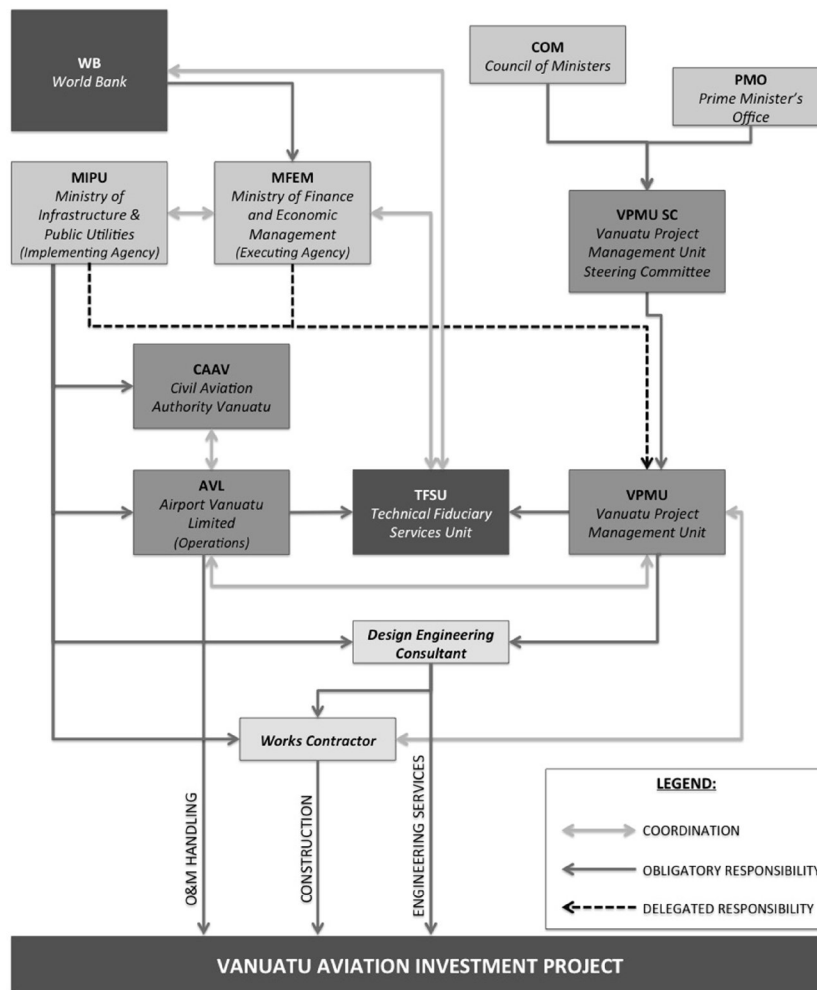 WB
World Bank
COM
Council of Ministers
PMO
Prime Minister's
Office
MIPU
Ministry of
Infrastructure &
Public Utilities
(Implementing Agency)
MFEM
Ministry of Finance
and Economic
Management
(Executing Agency)
VPMU SC
Vanuatu Project
Management Unit
Steering Committee
CAAV
Civil Aviation
Authority Vanuatu
AVL
Airport Vanuatu
Limited
(Operations)
TFSU
Technical Fiduciary
Services Unit
VPMU
Vanuatu Project
Management Unit
Design Engineering
Consultant
Works Contractor
O&M HANDLING
CONSTRUCTION
ENGINEERING SERVICES
LEGEND:
COORDINATION
OBLIGATORY RESPONSIBILITY
DELEGATED RESPONSIBILITY
VANUATU AVIATION INVESTMENT PROJECT